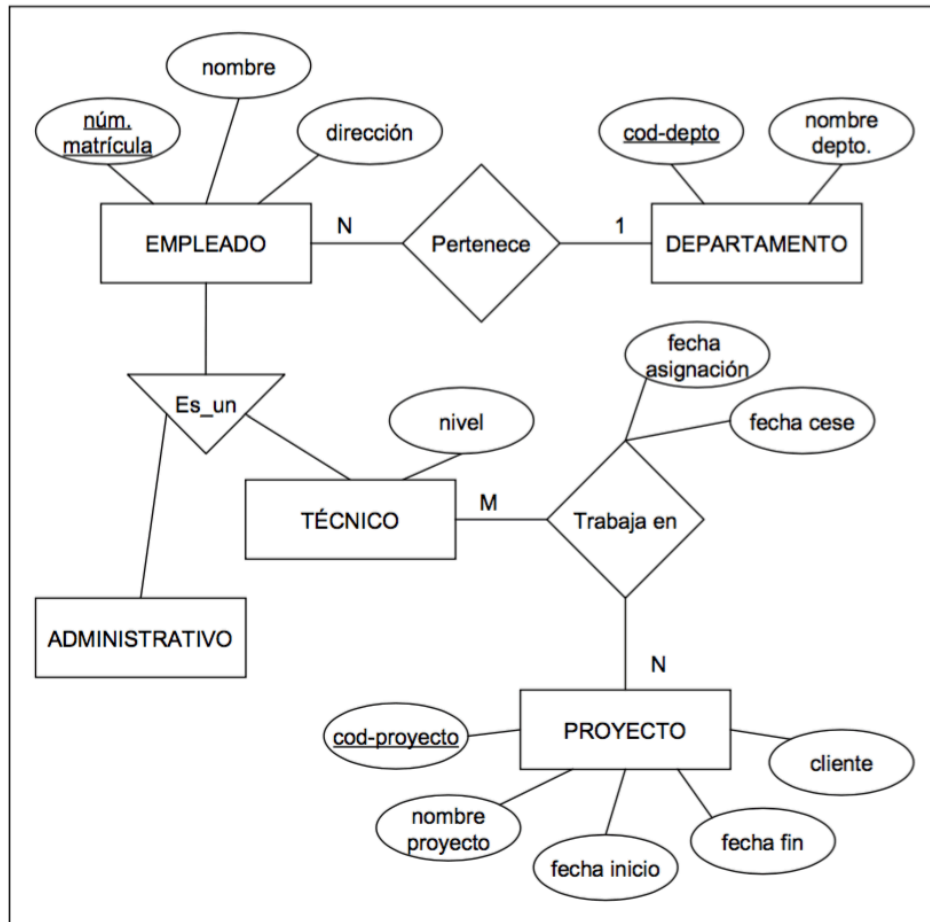 nombre
núm.
matrícula
dirección
cod-depto
nombre
depto.
EMPLEADO
N
Pertenece
1
DEPARTAMENTO
fecha
asignación
Es_un
nivel
fecha cese
TÉCNICO
M
Trabaja en
ADMINISTRATIVO
N
cod-proyecto
PROYECTO
cliente
nombre
proyecto
fecha inicio
fecha fin